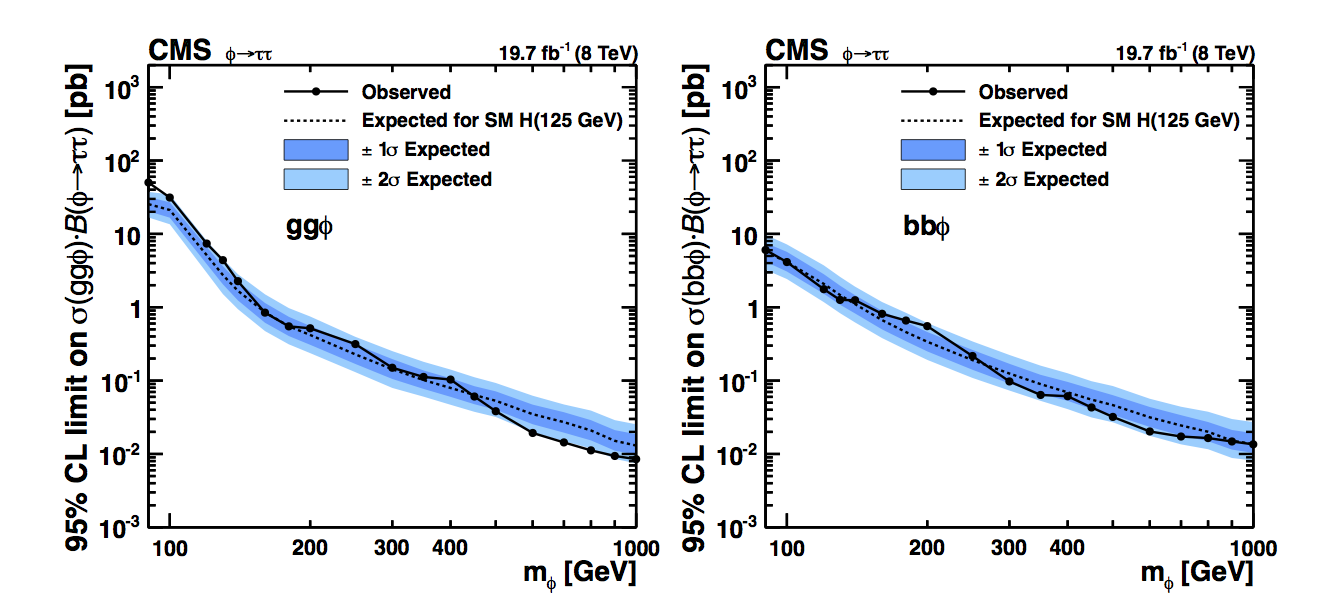 CMS φ→ττ 19.7 fb⁻¹ (8 TeV)
95% CL limit on σ(ggφ)·B(φ→ττ) [pb]
10³
10²
10
1
10⁻¹
10⁻²
10⁻³
Observed
Expected for SM H(125 GeV)
± 1σ Expected
± 2σ Expected
ggφ
100 200 300 400 1000
m_φ [GeV]
CMS φ→ττ 19.7 fb⁻¹ (8 TeV)
95% CL limit on σ(bbφ)·B(φ→ττ) [pb]
10³
10²
10
1
10⁻¹
10⁻²
10⁻³
Observed
Expected for SM H(125 GeV)
± 1σ Expected
± 2σ Expected
bbφ
100 200 300 400 1000
m_φ [GeV]